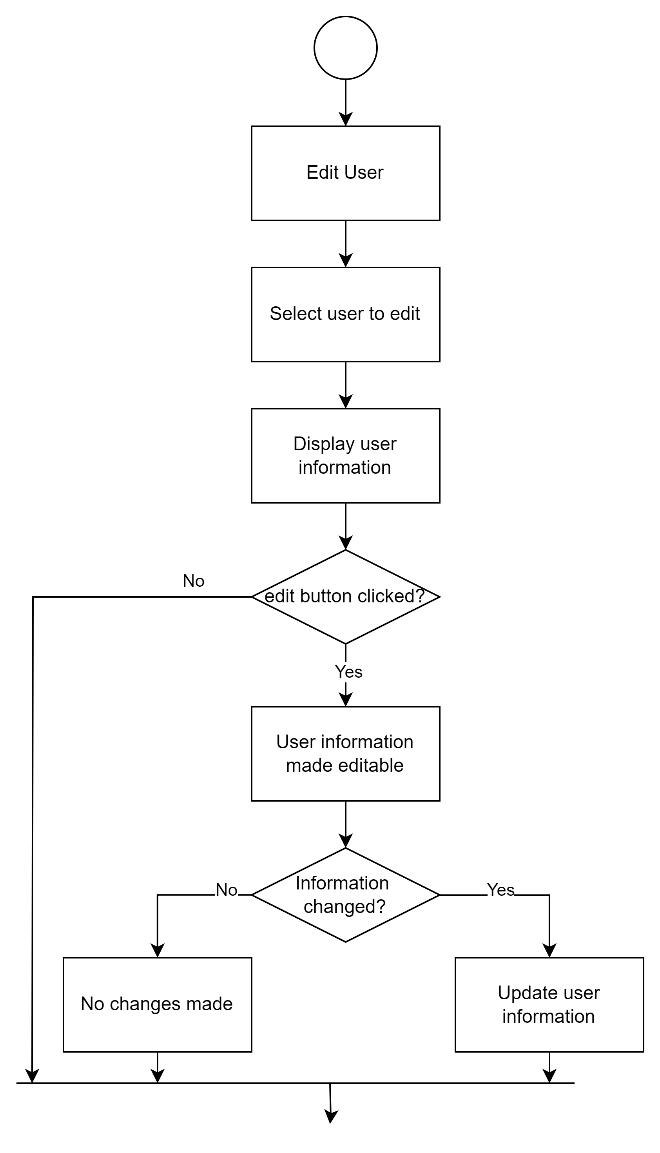 Edit User
Select user to edit
Display user
information
No
edit button clicked?
Yes
User information
made editable
No
Information
changed?
Yes
No changes made
Update user
information